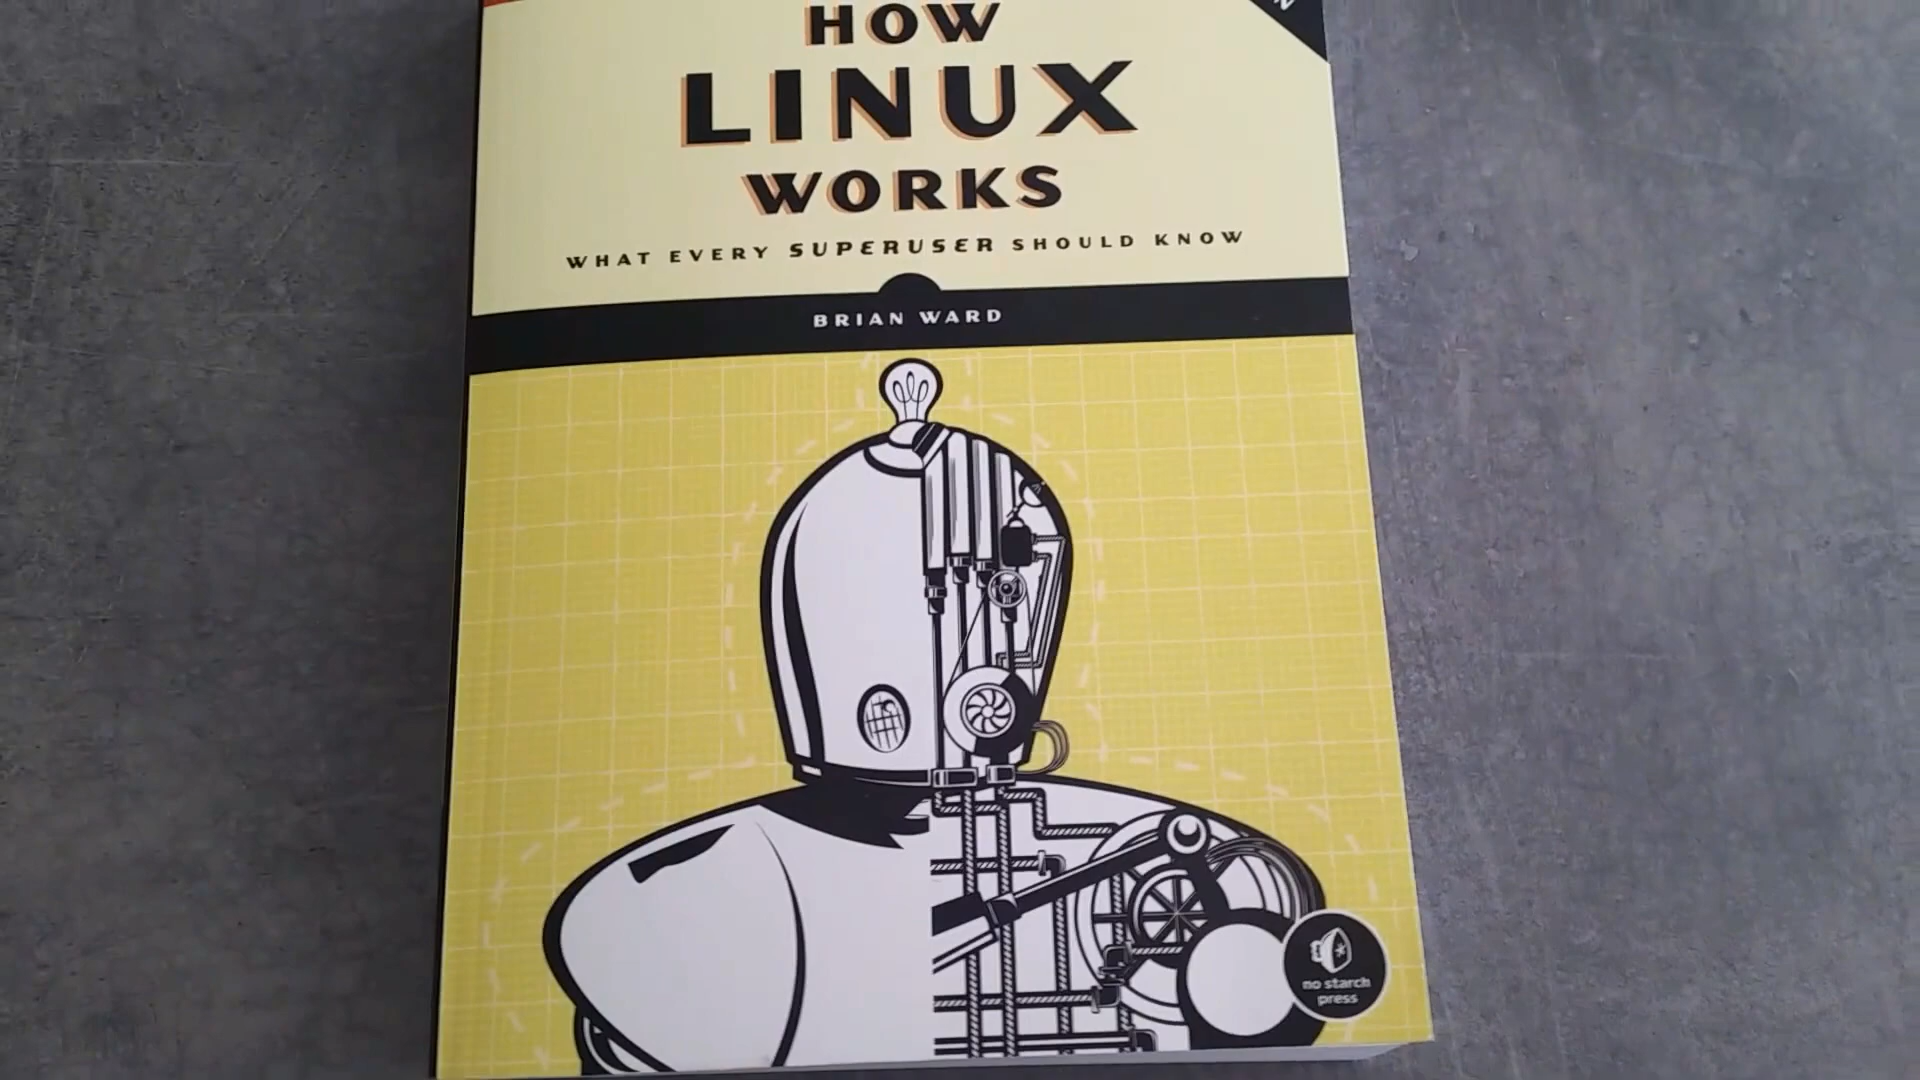 HOW
LINUX
WORKS
WHAT EVERY SUPERUSER SHOULD KNOW
BRIAN WARD
no starch
press